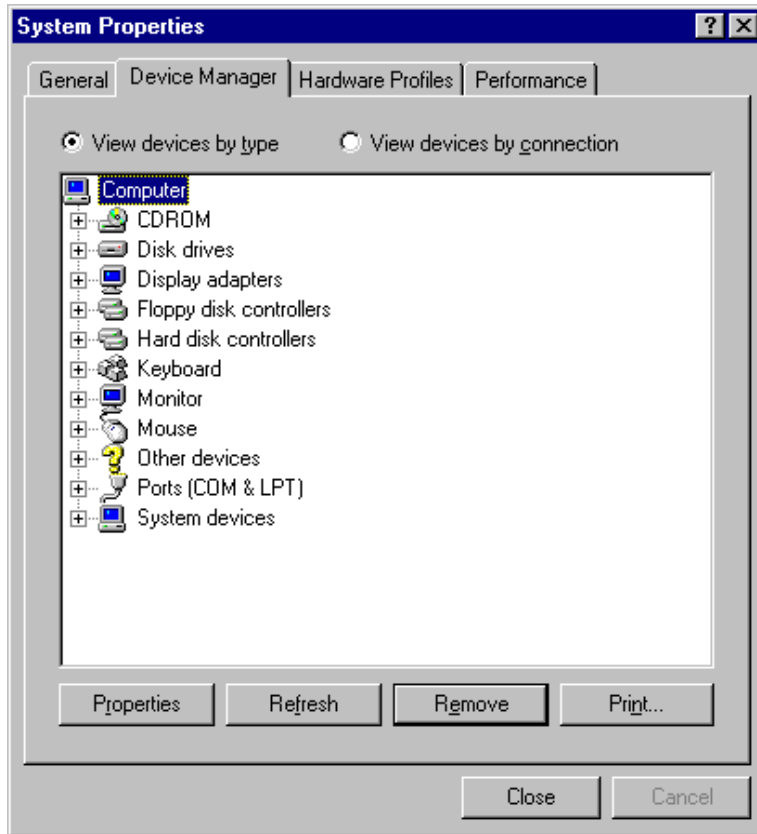 System Properties
General Device Manager Hardware Profiles Performance
View devices by type View devices by connection
Computer
CDROM
Disk drives
Display adapters
Floppy disk controllers
Hard disk controllers
Keyboard
Monitor
Mouse
Other devices
Ports (COM & LPT)
System devices
Properties Refresh Remove Print...
Close Cancel